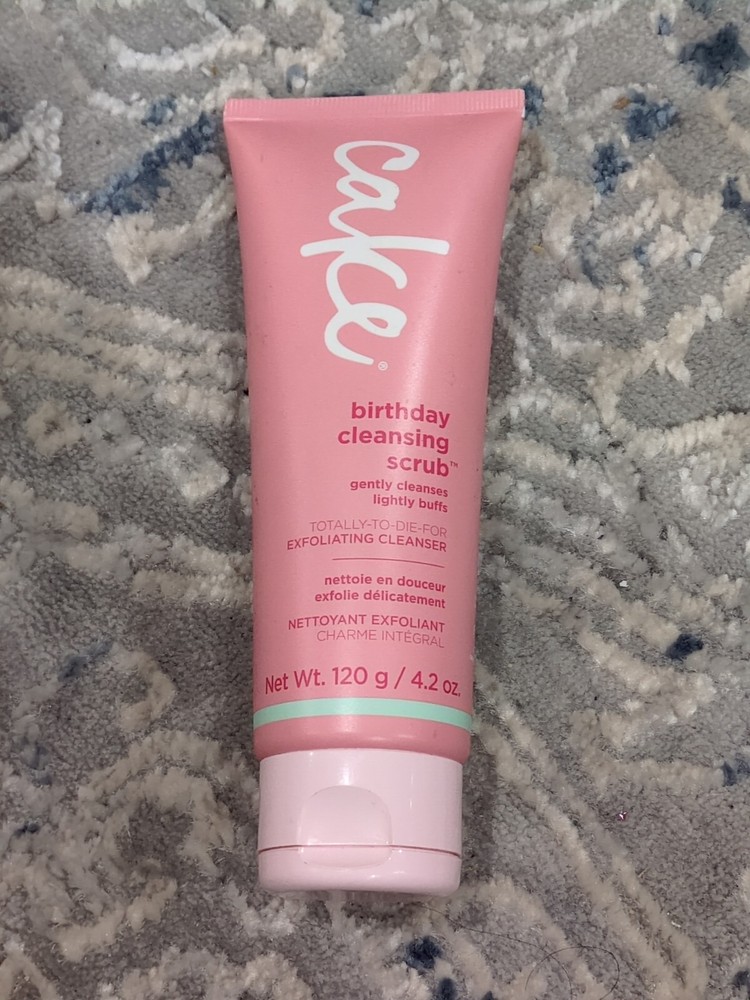 cake®
birthday
cleansing
scrub™
gently cleanses
lightly buffs
TOTALLY-TO-DIE-FOR
EXFOLIATING CLEANSER
nettoie en douceur
exfolie délicatement
NETTOYANT EXFOLIANT
CHARME INTÉGRAL
Net Wt. 120 g / 4.2 oz.